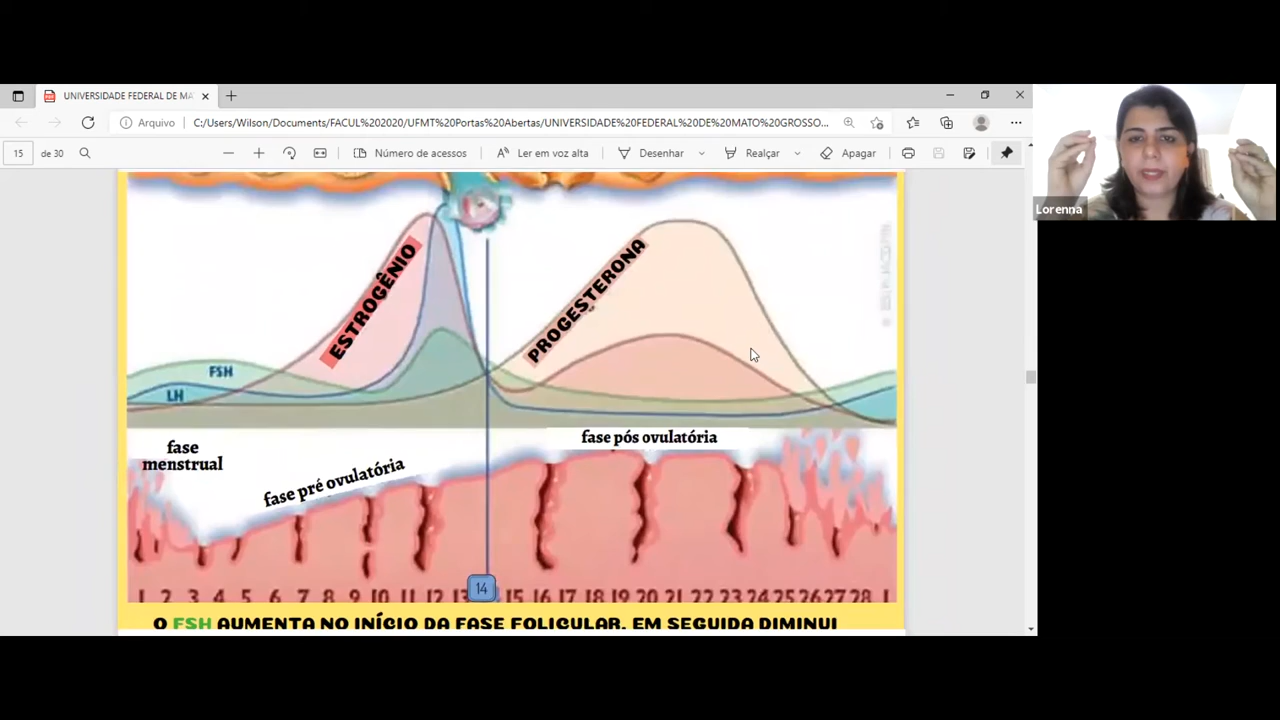 UNIVERSIDADE FEDERAL DE MA
Arquivo C:/Users/Wilson/Documents/FACUL%202020/UFMT%20Portas%20Abertas/UNIVERSIDADE%20FEDERAL%20DE%20MATO%20GROSSO...
15 de 30 Número de acessos Ler em voz alta Desenhar Realçar Apagar
Lorenna
ESTROGÊNIO
PROGESTERONA
FSH
LH
fase
menstrual
fase pré ovulatória
fase pós ovulatória
1 2 3 4 5 6 7 8 9 10 11 12 13 14 15 16 17 18 19 20 21 22 23 24 25 26 27 28 1
O FSH AUMENTA NO INÍCIO DA FASE FOLICULAR. EM SEGUIDA DIMINUI